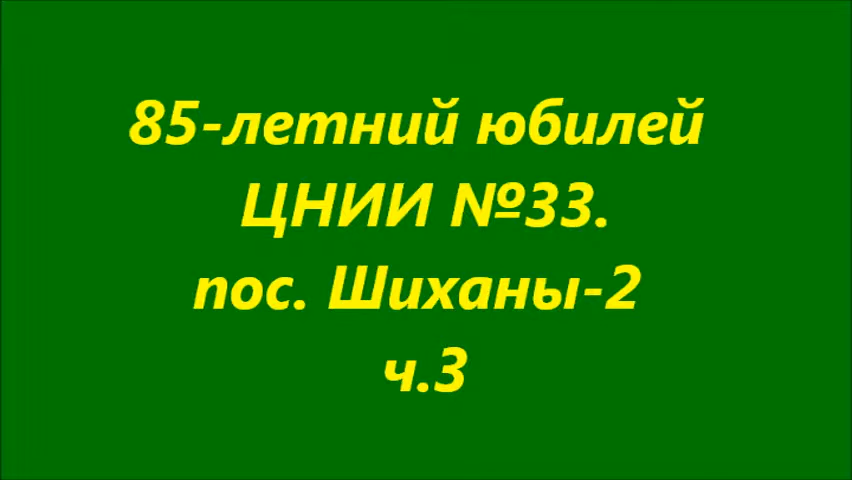 85-летний юбилей
ЦНИИ №33.
пос. Шиханы-2
ч.3